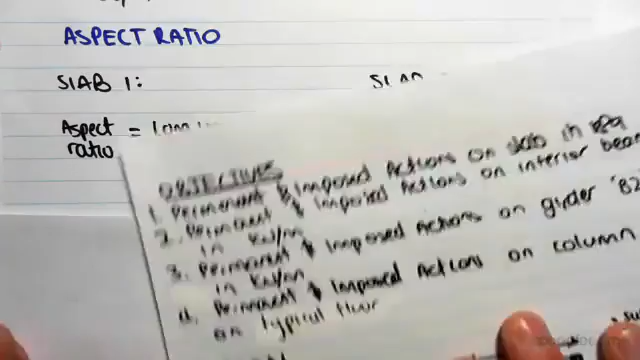 ASPECT RATIO
SLAB 1:
Aspect =
ratio
OBJECTIVES
1. Permanent & Imposed Actions on slab in
2. Permanent & Imposed Actions on interior
in kN/m
3. Permanent & Imposed Actions on girder 'B2
in kN/m
4. Permanent & Imposed Actions on column
on typical floor